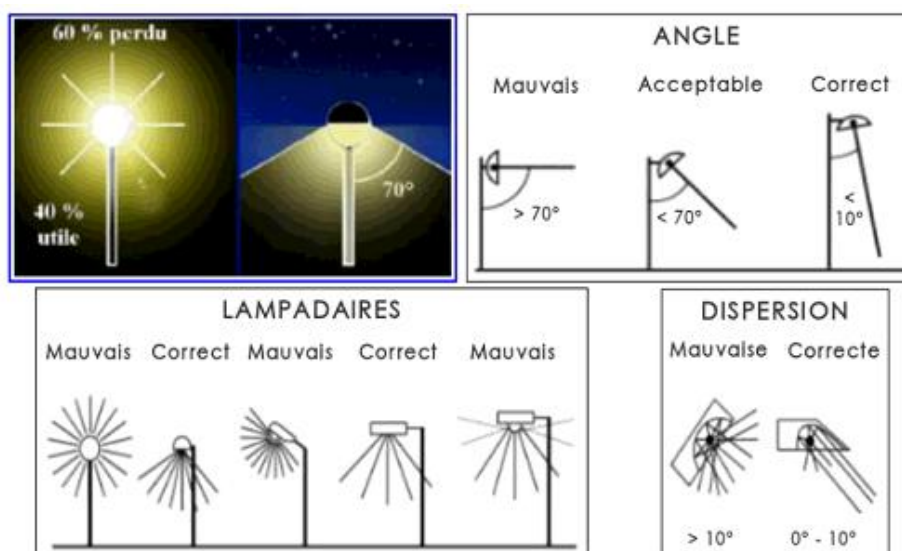 60 % perdu
40 %
utile
70°
ANGLE
Mauvais Acceptable Correct
> 70° < 70° <
10°
LAMPADAIRES
Mauvais Correct Mauvais Correct Mauvais
DISPERSION
Mauvaise Correcte
> 10° 0° - 10°